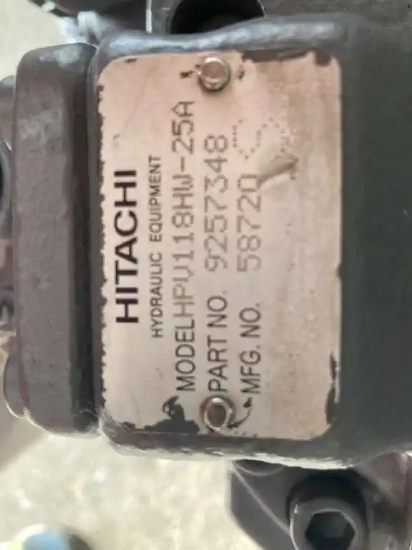 HITACHI
HYDRAULIC EQUIPMENT
MODEL HPV118HW-25A
PART NO. 9257348
MFG. NO. 58720